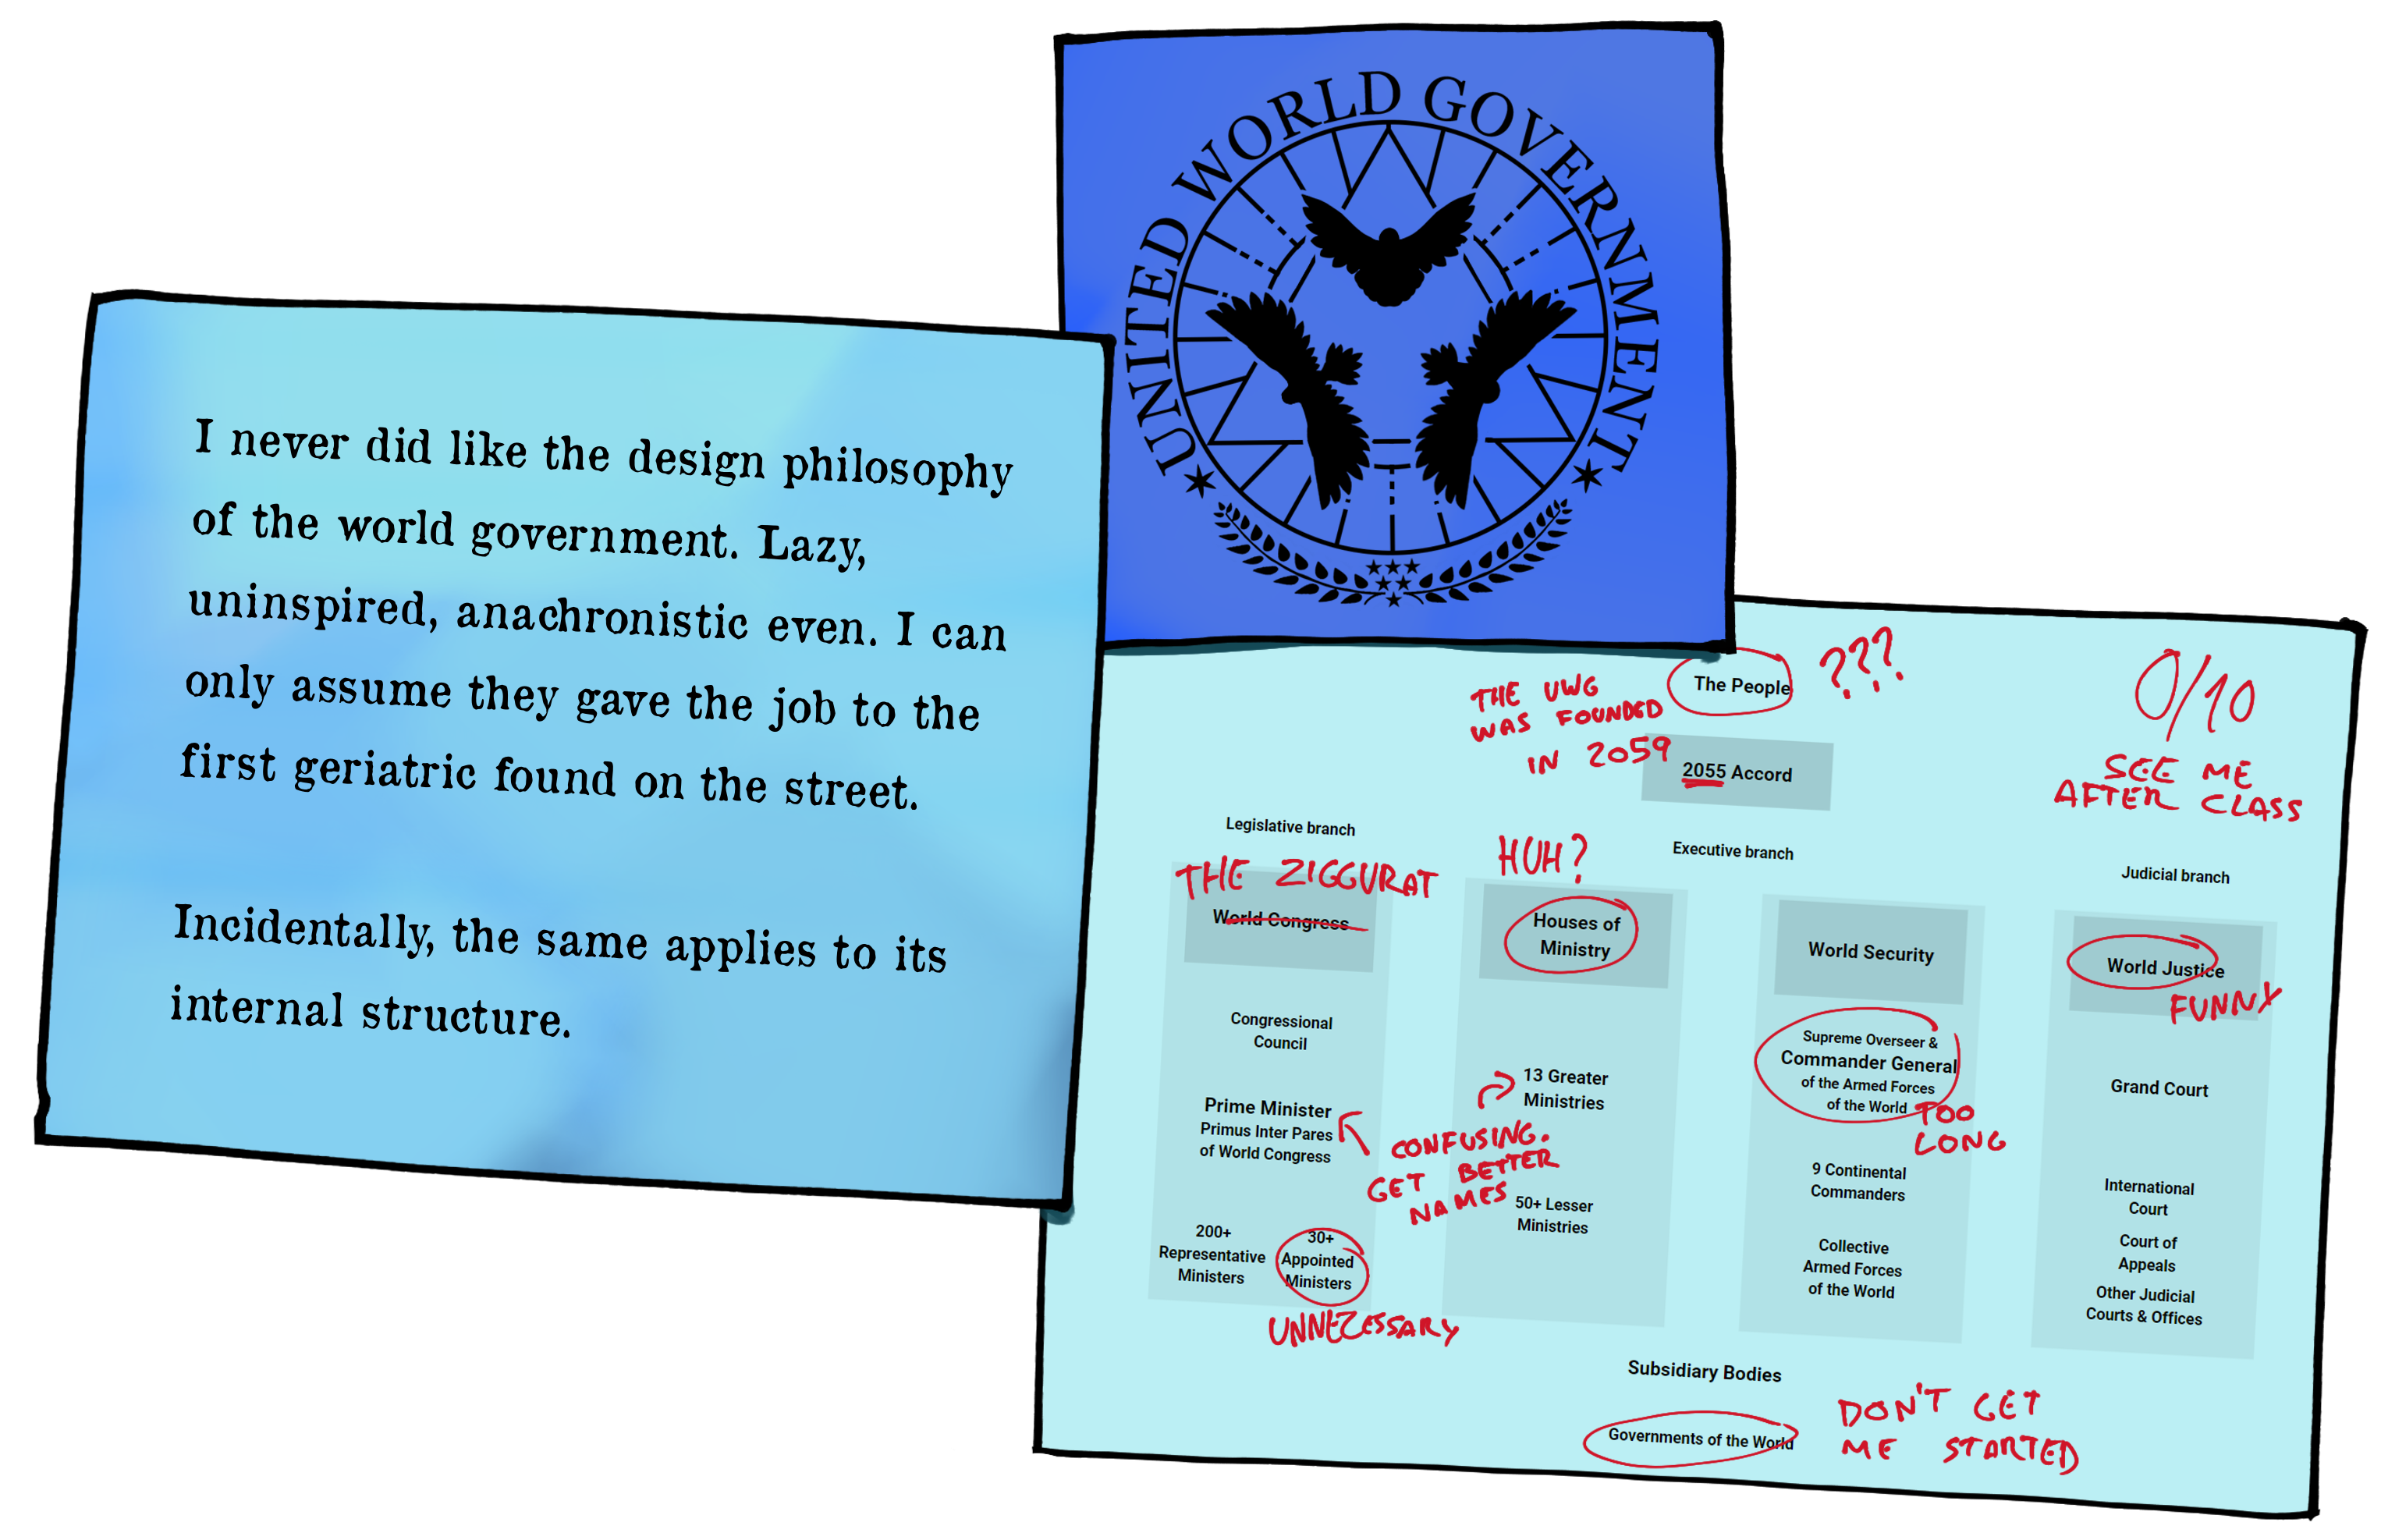 I never did like the design philosophy
of the world government. Lazy,
uninspired, anachronistic even. I can
only assume they gave the job to the
first geriatric found on the street.
Incidentally, the same applies to its
internal structure.
UNITED WORLD GOVERNMENT
The People
???
THE UWG
WAS FOUNDED
IN 2059
2055 Accord
0/10
SEE ME
AFTER CLASS
Legislative branch
THE ZIGGURAT
World Congress
Congressional
Council
Prime Minister
Primus Inter Pares
of World Congress
200+
Representative
Ministers
30+
Appointed
Ministers
UNNEZESSARY
Executive branch
HUH?
Houses of
Ministry
13 Greater
Ministries
CONFUSING.
GET BETTER
NAMES
50+ Lesser
Ministries
World Security
Supreme Overseer &
Commander General
of the Armed Forces
of the World
TOO
LONG
9 Continental
Commanders
Collective
Armed Forces
of the World
Judicial branch
World Justice
FUNNY
Grand Court
International
Court
Court of
Appeals
Other Judicial
Courts & Offices
Subsidiary Bodies
Governments of the World
DON'T GET
ME STARTED